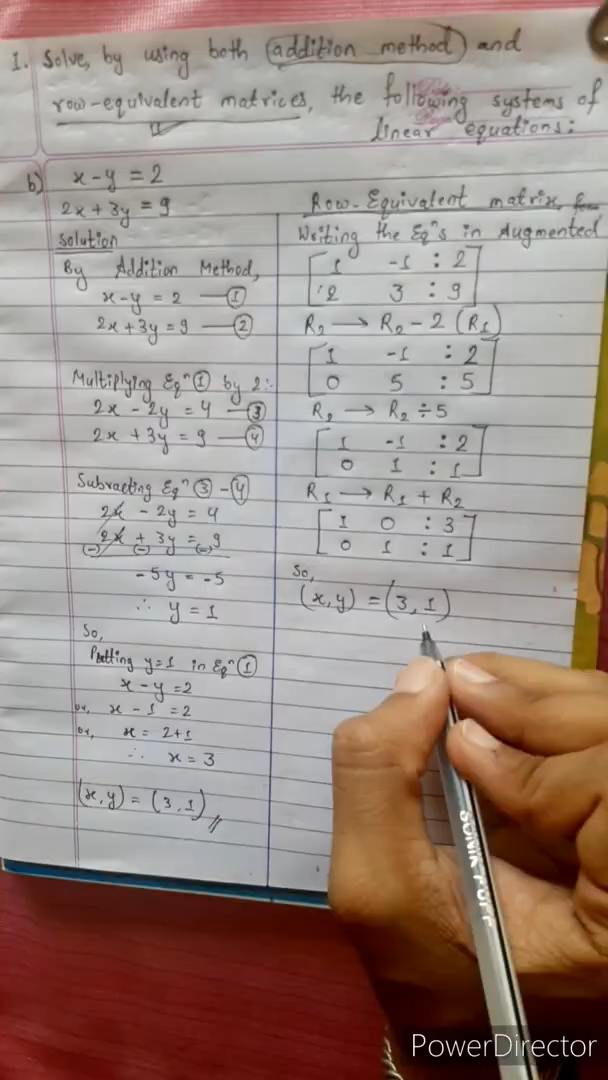 1. Solve, by using both (addition method) and
row-equivalent matrices, the following systems of
linear equations:
b) x - y = 2
2x + 3y = 9
Solution
By Addition Method,
x - y = 2 — ①
2x + 3y = 9 — ②
Multiplying Eqⁿ ① by 2:-
2x - 2y = 4 — ③
2x + 3y = 9 — ④
Subracting Eqⁿ ③ - ④
2x - 2y = 4
2x + 3y = 9
(-) (-) (-)
-5y = -5
∴ y = 1
So,
Putting y=1 in Eqⁿ ①
x - y = 2
or, x - 1 = 2
or, x = 2+1
∴ x = 3
(x, y) = (3, 1) //
Row-Equivalent matrix,
Writing the Eqⁿs in Augmented
[1 -1 : 2]
[2 3 : 9]
R₂ → R₂ - 2 (R₁)
[1 -1 : 2]
[0 5 : 5]
R₂ → R₂ ÷ 5
[1 -1 : 2]
[0 1 : 1]
R₁ → R₁ + R₂
[1 0 : 3]
[0 1 : 1]
So,
(x, y) = (3, 1)
PowerDirector